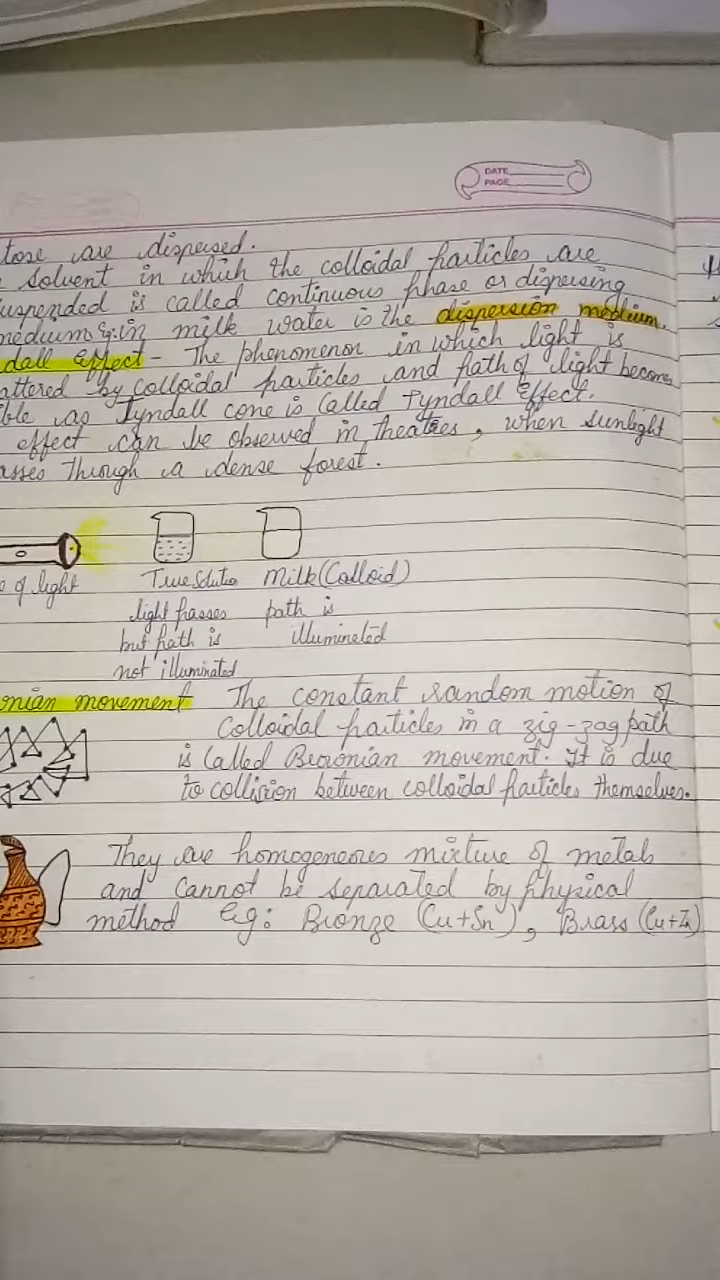 DATE
PAGE
tose are dispersed.
solvent in which the colloidal particles are
uspended is called continuous phase or dispersing
medium e.g: in milk water is the dispersion medium.
dall Effect - The phenomenon in which light is
attered by colloidal particles and path of light become
ible as Tyndall cone is called Tyndall effect.
effect can be observed in theatres, when sunlight
asses through a dense forest.
True Solutio Milk (Colloid)
e of light
light passes path is
but path is illumineted
not illuminated
onian movement The constant random motion of
Colloidal particles in a zig-zag path
is called Brownian movement. It is due
to collision between colloidal particles themselves.
They are homogeneous mixture of metals
and cannot be separated by physical
method Eg: Bronze (Cu+Sn), Brass (Cu+Zn)